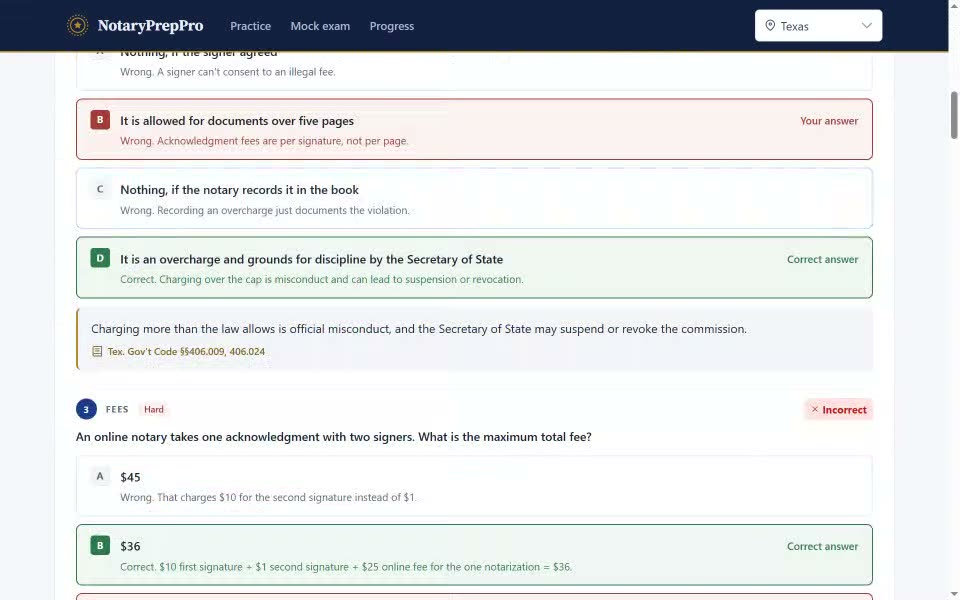 NotaryPrepPro
Practice
Mock exam
Progress
Texas
Nothing, if the signer agreed
Wrong. A signer can't consent to an illegal fee.
B
It is allowed for documents over five pages
Your answer
Wrong. Acknowledgment fees are per signature, not per page.
C
Nothing, if the notary records it in the book
Wrong. Recording an overcharge just documents the violation.
D
It is an overcharge and grounds for discipline by the Secretary of State
Correct answer
Correct. Charging over the cap is misconduct and can lead to suspension or revocation.
Charging more than the law allows is official misconduct, and the Secretary of State may suspend or revoke the commission.
Tex. Gov't Code §§406.009, 406.024
3
FEES
Hard
× Incorrect
An online notary takes one acknowledgment with two signers. What is the maximum total fee?
A
$45
Wrong. That charges $10 for the second signature instead of $1.
B
$36
Correct answer
Correct. $10 first signature + $1 second signature + $25 online fee for the one notarization = $36.